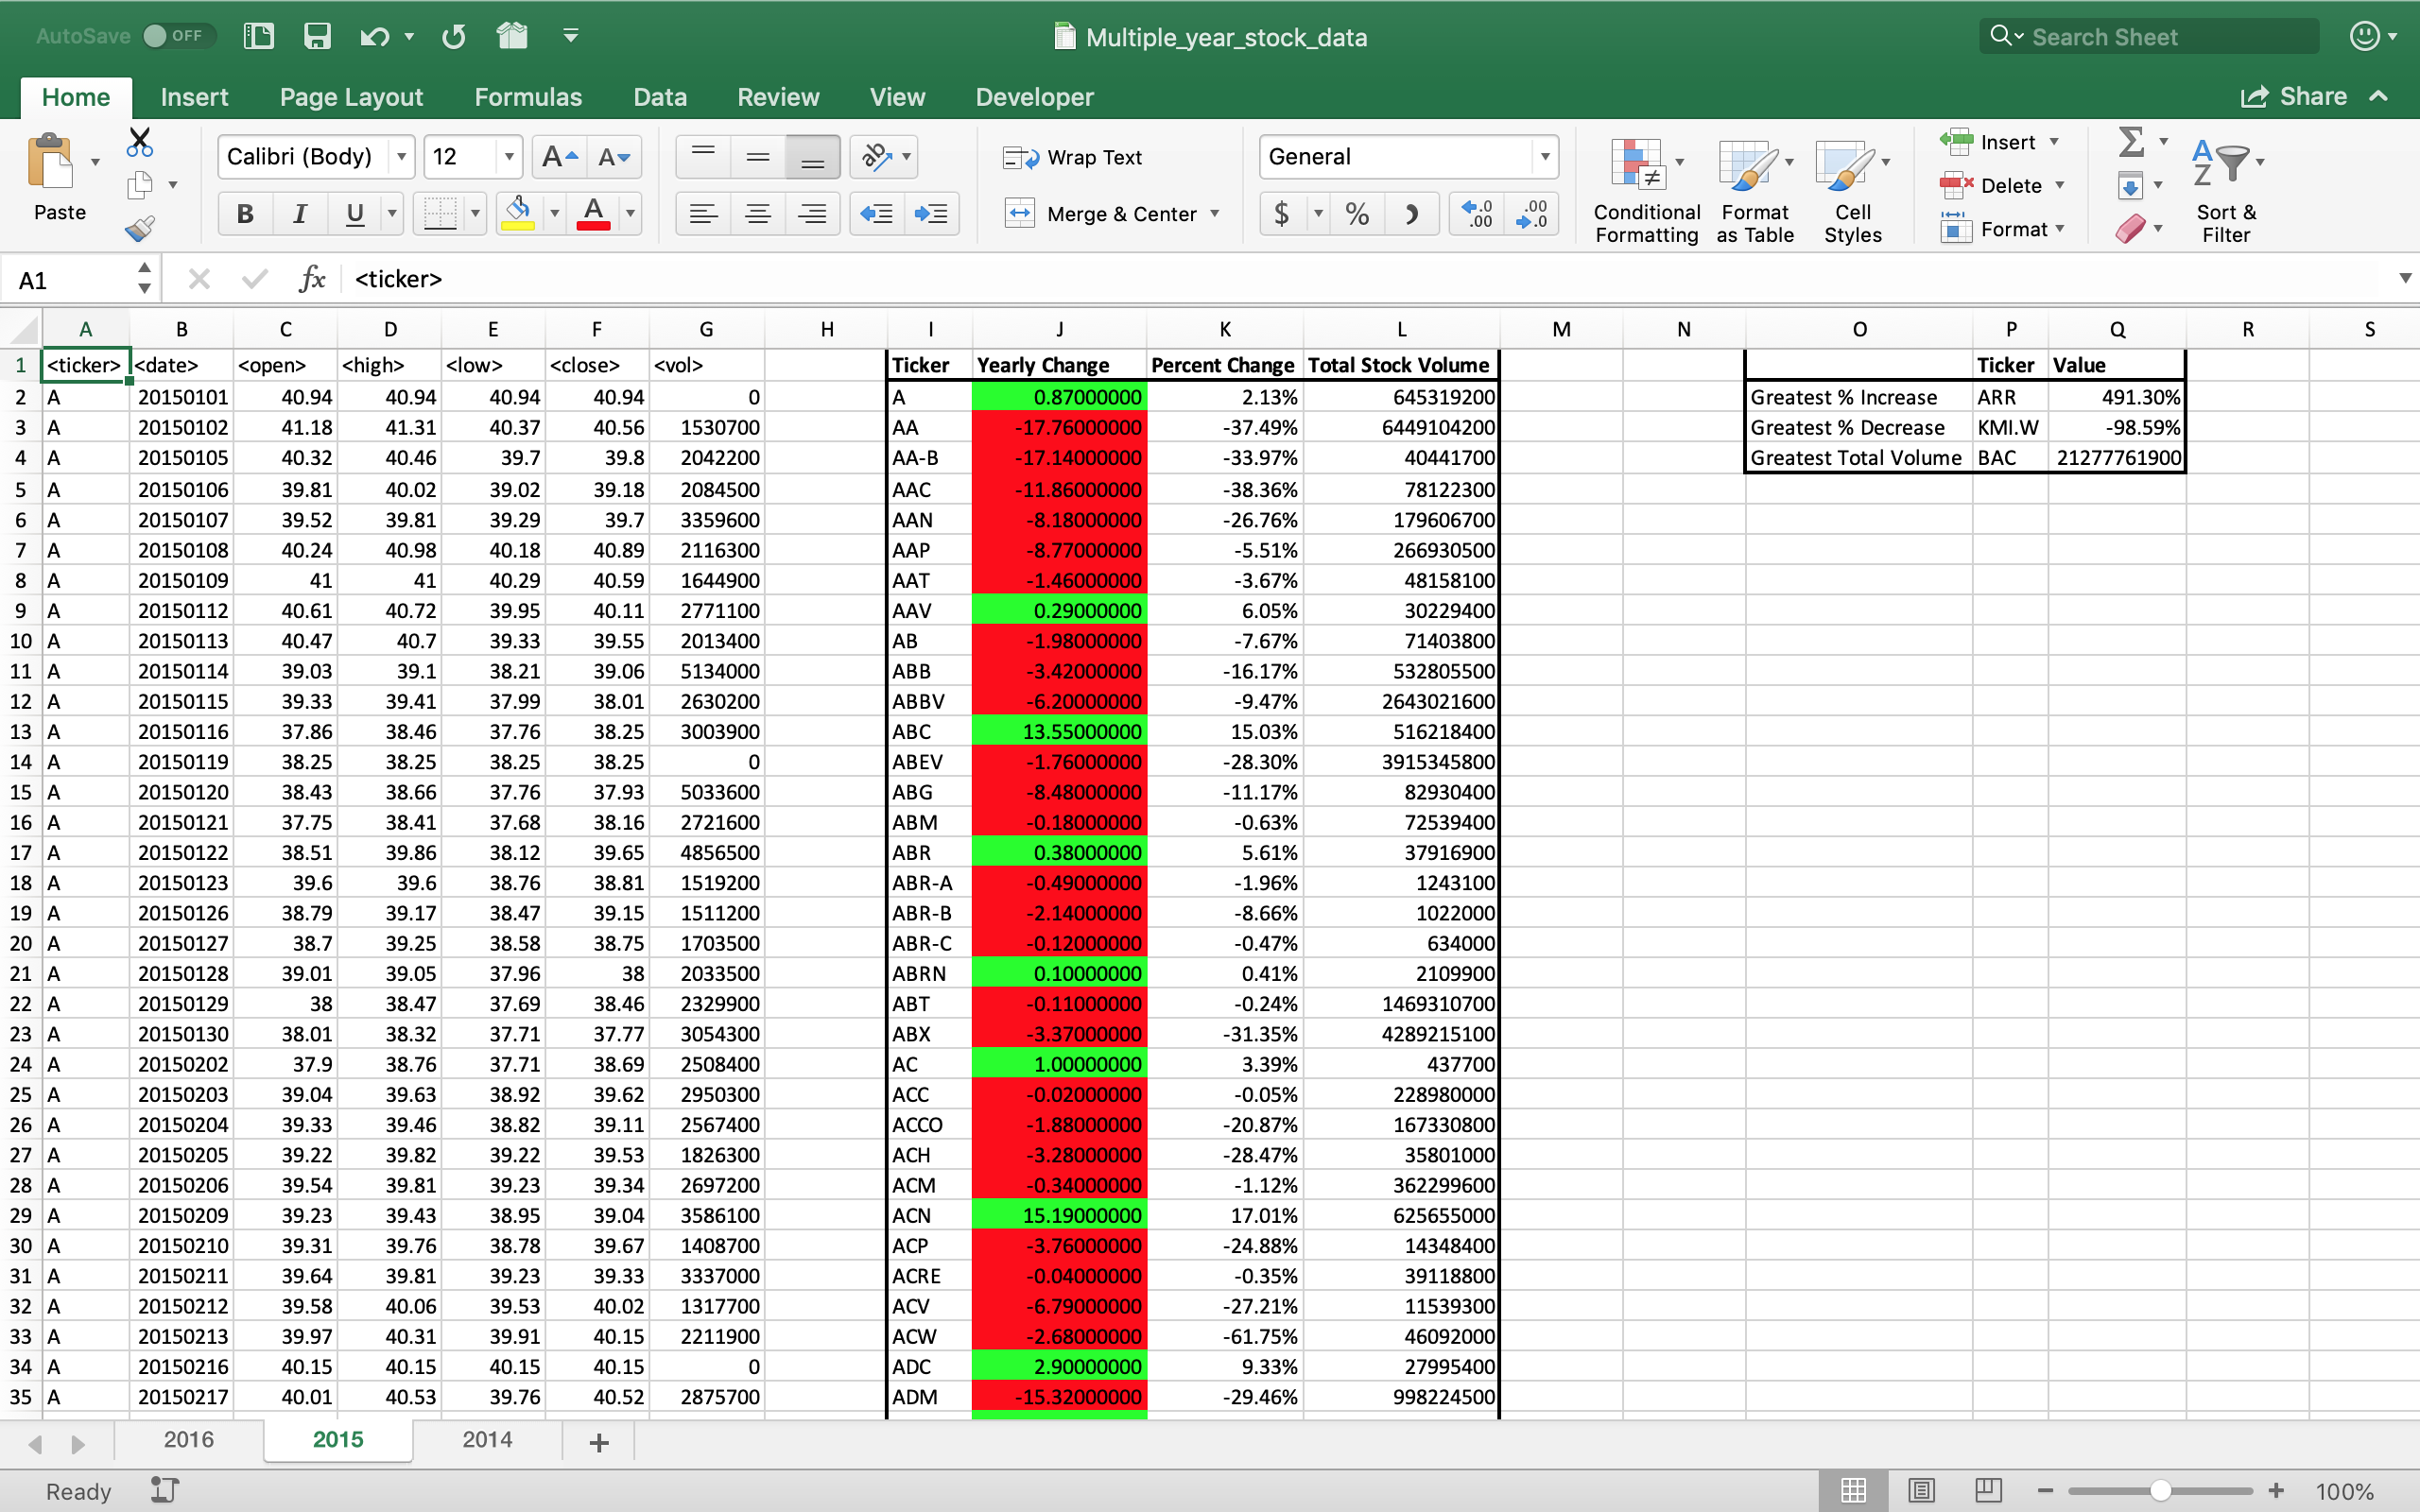 AutoSave OFF Multiple_year_stock_data Search Sheet
Home Insert Page Layout Formulas Data Review View Developer Share
Paste Calibri (Body) 12 A A ab Wrap Text General Conditional Formatting Format as Table Cell Styles Insert Delete Format Σ A Z Sort & Filter
B I U A Merge & Center $ % .0 .00 .00 .0
A1 fx <ticker>
A B C D E F G H I J K L M N O P Q R S
1 <ticker> <date> <open> <high> <low> <close> <vol> Ticker Yearly Change Percent Change Total Stock Volume Ticker Value
2 A 20150101 40.94 40.94 40.94 40.94 0 A 0.87000000 2.13% 645319200 Greatest % Increase ARR 491.30%
3 A 20150102 41.18 41.31 40.37 40.56 1530700 AA -17.76000000 -37.49% 6449104200 Greatest % Decrease KMI.W -98.59%
4 A 20150105 40.32 40.46 39.7 39.8 2042200 AA-B -17.14000000 -33.97% 40441700 Greatest Total Volume BAC 21277761900
5 A 20150106 39.81 40.02 39.02 39.18 2084500 AAC -11.86000000 -38.36% 78122300
6 A 20150107 39.52 39.81 39.29 39.7 3359600 AAN -8.18000000 -26.76% 179606700
7 A 20150108 40.24 40.98 40.18 40.89 2116300 AAP -8.77000000 -5.51% 266930500
8 A 20150109 41 41 40.29 40.59 1644900 AAT -1.46000000 -3.67% 48158100
9 A 20150112 40.61 40.72 39.95 40.11 2771100 AAV 0.29000000 6.05% 30229400
10 A 20150113 40.47 40.7 39.33 39.55 2013400 AB -1.98000000 -7.67% 71403800
11 A 20150114 39.03 39.1 38.21 39.06 5134000 ABB -3.42000000 -16.17% 532805500
12 A 20150115 39.33 39.41 37.99 38.01 2630200 ABBV -6.20000000 -9.47% 2643021600
13 A 20150116 37.86 38.46 37.76 38.25 3003900 ABC 13.55000000 15.03% 516218400
14 A 20150119 38.25 38.25 38.25 38.25 0 ABEV -1.76000000 -28.30% 3915345800
15 A 20150120 38.43 38.66 37.76 37.93 5033600 ABG -8.48000000 -11.17% 82930400
16 A 20150121 37.75 38.41 37.68 38.16 2721600 ABM -0.18000000 -0.63% 72539400
17 A 20150122 38.51 39.86 38.12 39.65 4856500 ABR 0.38000000 5.61% 37916900
18 A 20150123 39.6 39.6 38.76 38.81 1519200 ABR-A -0.49000000 -1.96% 1243100
19 A 20150126 38.79 39.17 38.47 39.15 1511200 ABR-B -2.14000000 -8.66% 1022000
20 A 20150127 38.7 39.25 38.58 38.75 1703500 ABR-C -0.12000000 -0.47% 634000
21 A 20150128 39.01 39.05 37.96 38 2033500 ABRN 0.10000000 0.41% 2109900
22 A 20150129 38 38.47 37.69 38.46 2329900 ABT -0.11000000 -0.24% 1469310700
23 A 20150130 38.01 38.32 37.71 37.77 3054300 ABX -3.37000000 -31.35% 4289215100
24 A 20150202 37.9 38.76 37.71 38.69 2508400 AC 1.00000000 3.39% 437700
25 A 20150203 39.04 39.63 38.92 39.62 2950300 ACC -0.02000000 -0.05% 228980000
26 A 20150204 39.33 39.46 38.82 39.11 2567400 ACCO -1.88000000 -20.87% 167330800
27 A 20150205 39.22 39.82 39.22 39.53 1826300 ACH -3.28000000 -28.47% 35801000
28 A 20150206 39.54 39.81 39.23 39.34 2697200 ACM -0.34000000 -1.12% 362299600
29 A 20150209 39.23 39.43 38.95 39.04 3586100 ACN 15.19000000 17.01% 625655000
30 A 20150210 39.31 39.76 38.78 39.67 1408700 ACP -3.76000000 -24.88% 14348400
31 A 20150211 39.64 39.81 39.23 39.33 3337000 ACRE -0.04000000 -0.35% 39118800
32 A 20150212 39.58 40.06 39.53 40.02 1317700 ACV -6.79000000 -27.21% 11539300
33 A 20150213 39.97 40.31 39.91 40.15 2211900 ACW -2.68000000 -61.75% 46092000
34 A 20150216 40.15 40.15 40.15 40.15 0 ADC 2.90000000 9.33% 27995400
35 A 20150217 40.01 40.53 39.76 40.52 2875700 ADM -15.32000000 -29.46% 998224500
2016 2015 2014 +
Ready 100%